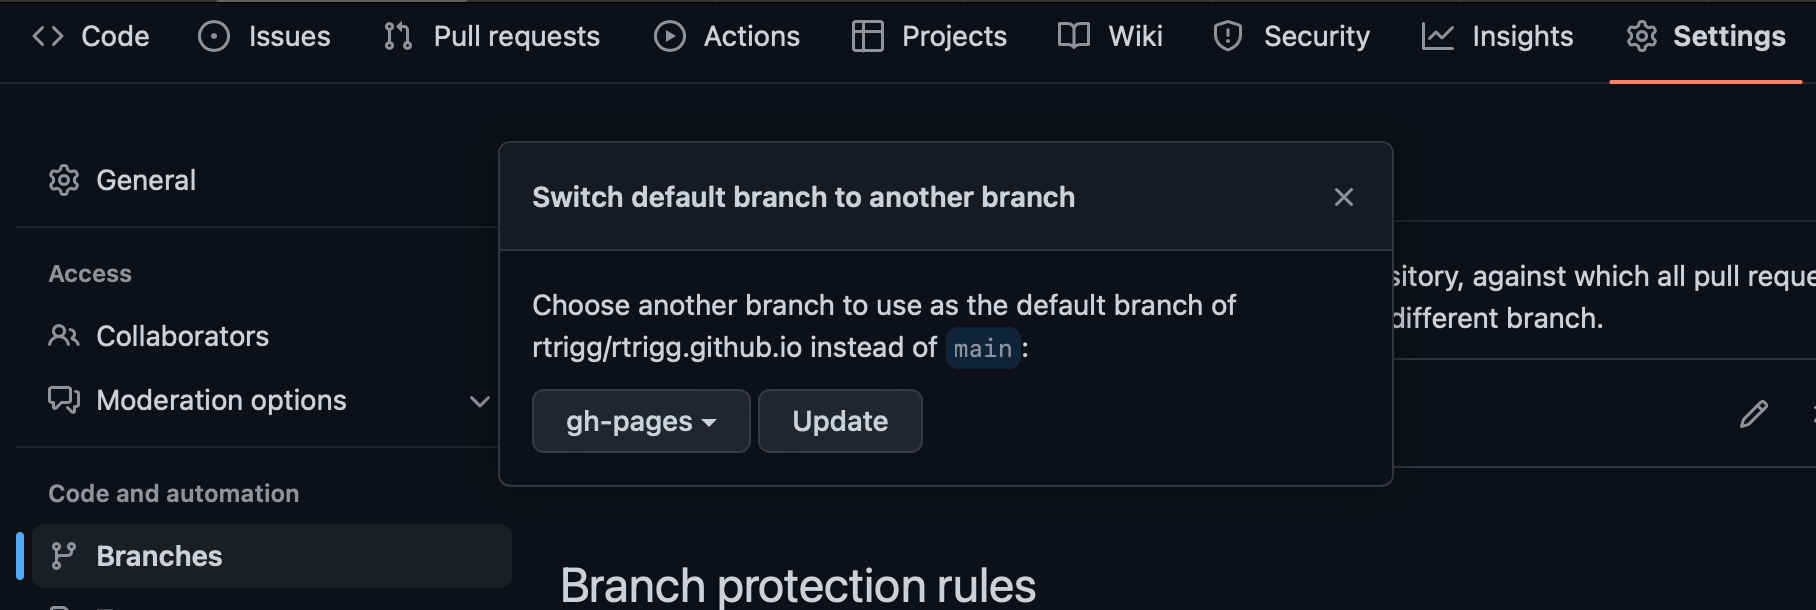 Code Issues Pull requests Actions Projects Wiki Security Insights Settings
General
Access
Collaborators
Moderation options
Code and automation
Branches
Switch default branch to another branch
Choose another branch to use as the default branch of
rtrigg/rtrigg.github.io instead of main:
gh-pages Update
sitory, against which all pull reque
different branch.
Branch protection rules